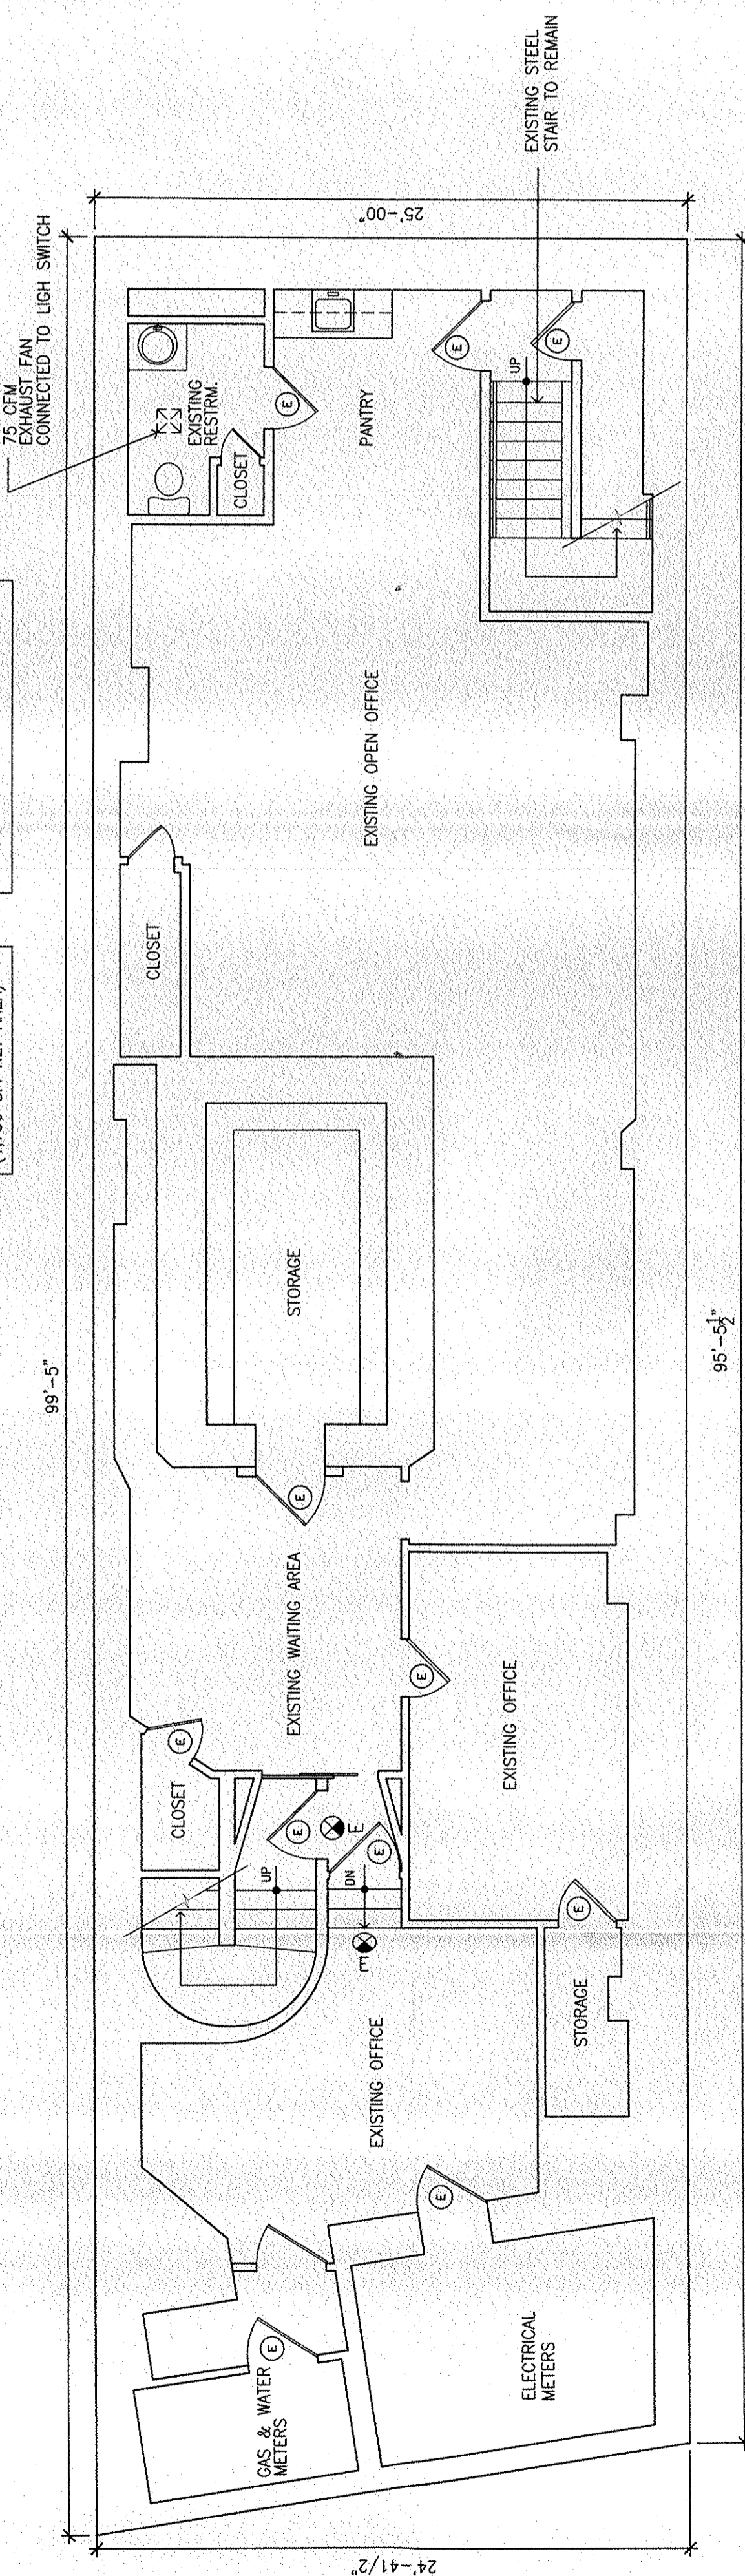 75 CFM
EXHAUST FAN
CONNECTED TO LIGH SWITCH
EXISTING STEEL
STAIR TO REMAIN
99'-5"
25'-00"
EXISTING
RESTRM.
CLOSET
E
PANTRY
E
E
UP
EXISTING OPEN OFFICE
CLOSET
STORAGE
E
EXISTING WAITING AREA
E
CLOSET
E
EXISTING OFFICE
E
E
E
UP
DN
E
E
STORAGE
EXISTING OFFICE
E
E
GAS & WATER
METERS
ELECTRICAL
METERS
24'-41/2"
95'-5 1/2"